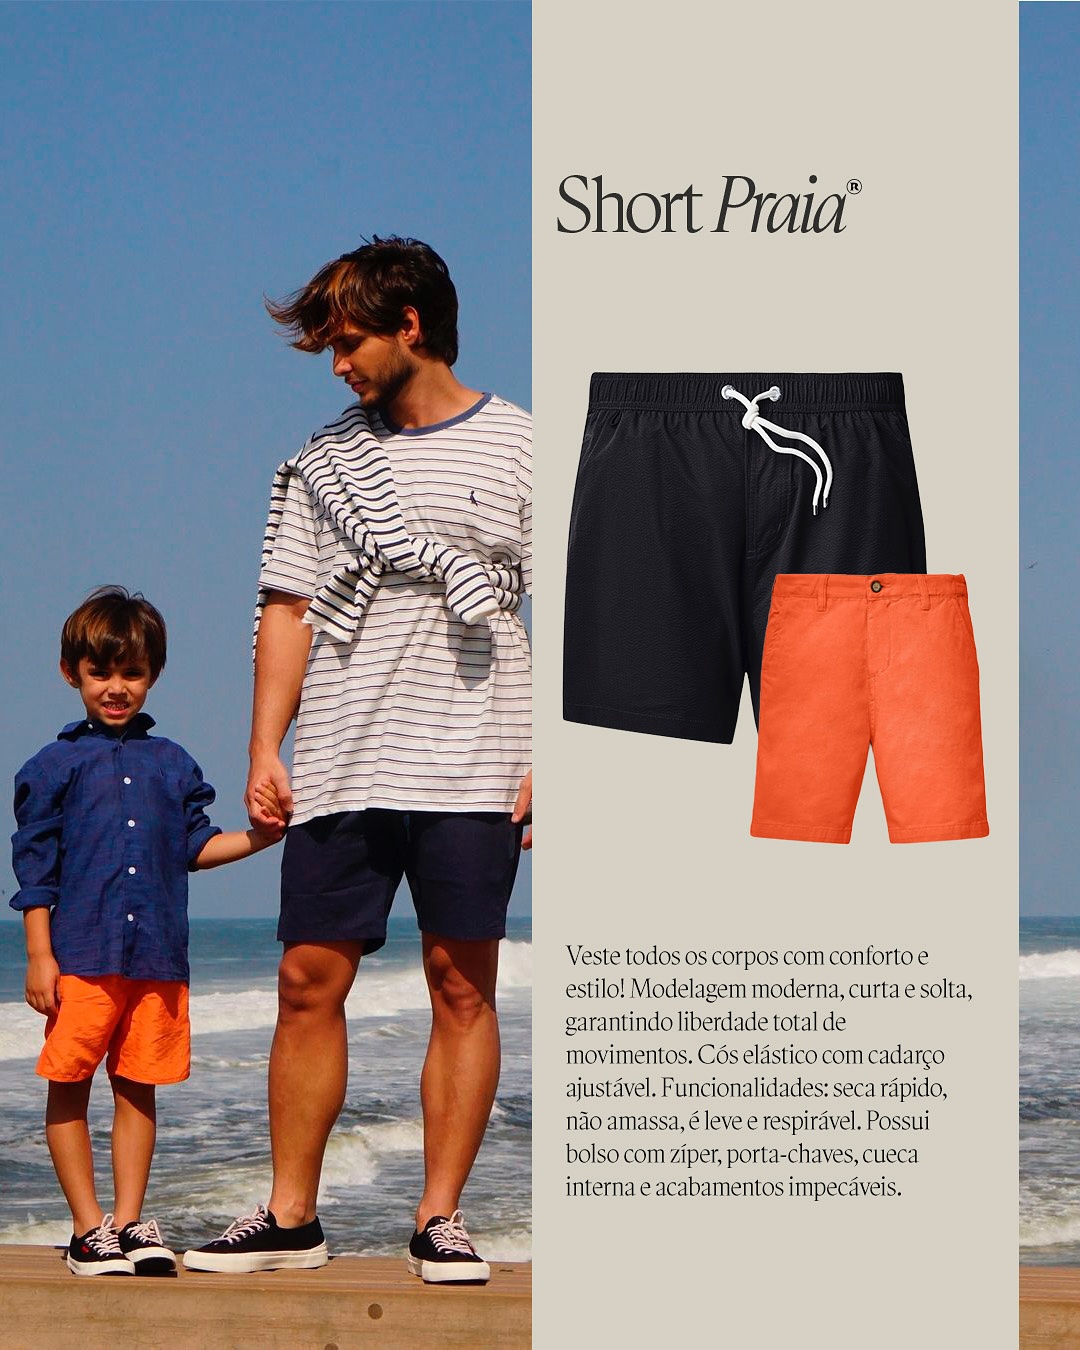 Short Praia®
Veste todos os corpos com conforto e
estilo! Modelagem moderna, curta e solta,
garantindo liberdade total de
movimentos. Cós elástico com cadarço
ajustável. Funcionalidades: seca rápido,
não amassa, é leve e respirável. Possui
bolso com zíper, porta-chaves, cueca
interna e acabamentos impecáveis.